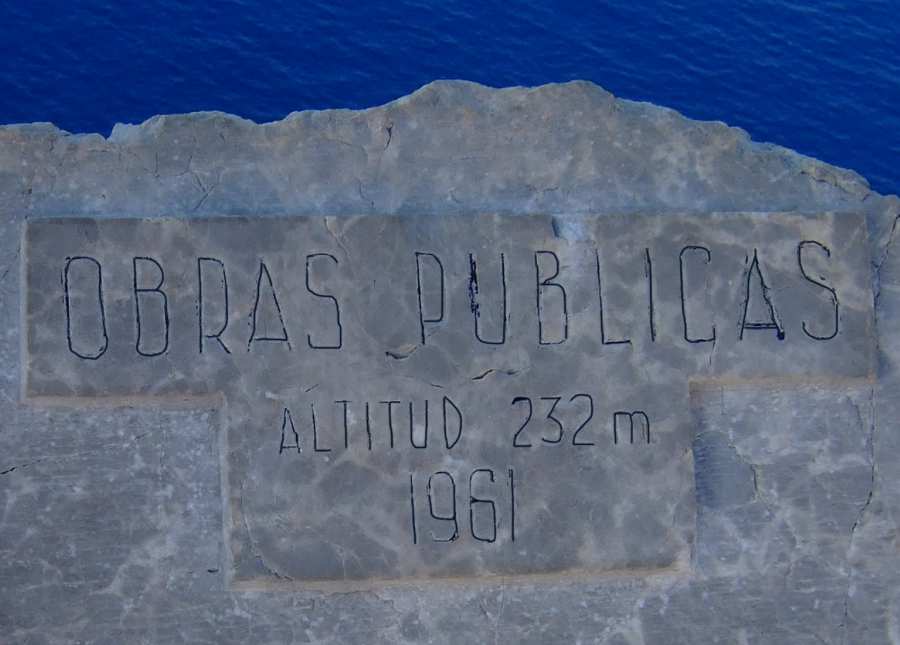 OBRAS PUBLICAS
ALTITUD 232 m
1961